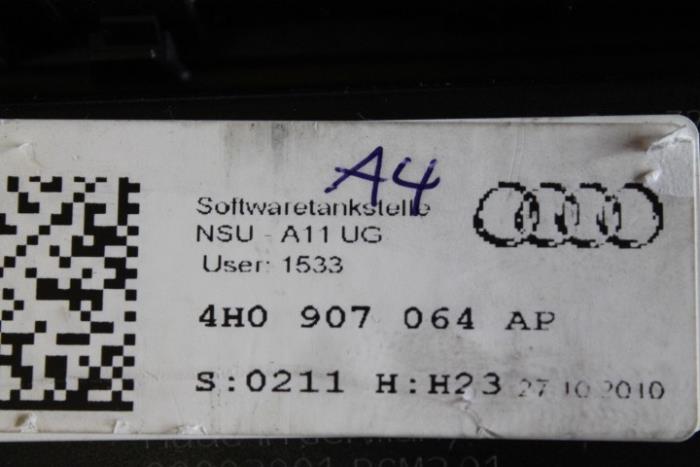 A4
Softwaretankstelle
NSU - A11 UG
User: 1533
4H0 907 064 AP
S:0211 H:H23 27.10.2010